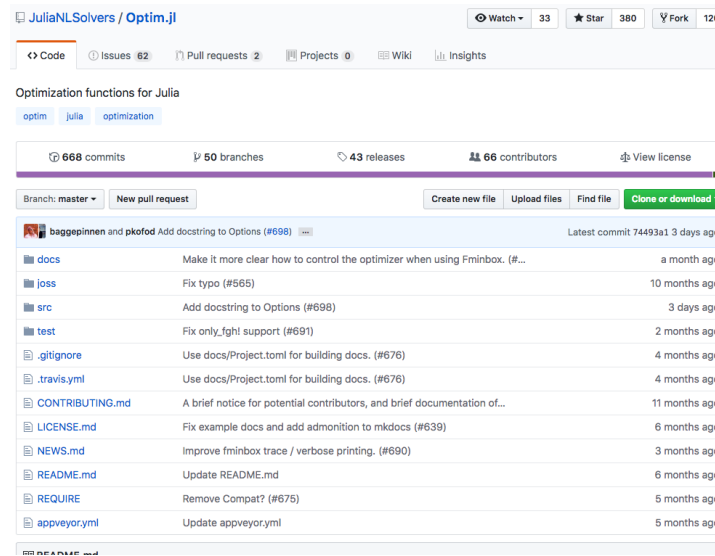 JuliaNLSolvers / Optim.jl Watch 33 Star 380 Fork
Code Issues 62 Pull requests 2 Projects 0 Wiki Insights
Optimization functions for Julia
optim julia optimization
668 commits 50 branches 43 releases 66 contributors View license
Branch: master New pull request Create new file Upload files Find file Clone or download
baggepinnen and pkofod Add docstring to Options (#698) ... Latest commit 74493a1 3 days ago
docs Make it more clear how to control the optimizer when using Fminbox. (#... a month ago
joss Fix typo (#565) 10 months ago
src Add docstring to Options (#698) 3 days ago
test Fix only_fgh! support (#691) 2 months ago
.gitignore Use docs/Project.toml for building docs. (#676) 4 months ago
.travis.yml Use docs/Project.toml for building docs. (#676) 4 months ago
CONTRIBUTING.md A brief notice for potential contributors, and brief documentation of... 11 months ago
LICENSE.md Fix example docs and add admonition to mkdocs (#639) 6 months ago
NEWS.md Improve fminbox trace / verbose printing. (#690) 3 months ago
README.md Update README.md 6 months ago
REQUIRE Remove Compat? (#675) 5 months ago
appveyor.yml Update appveyor.yml 5 months ago
README.md